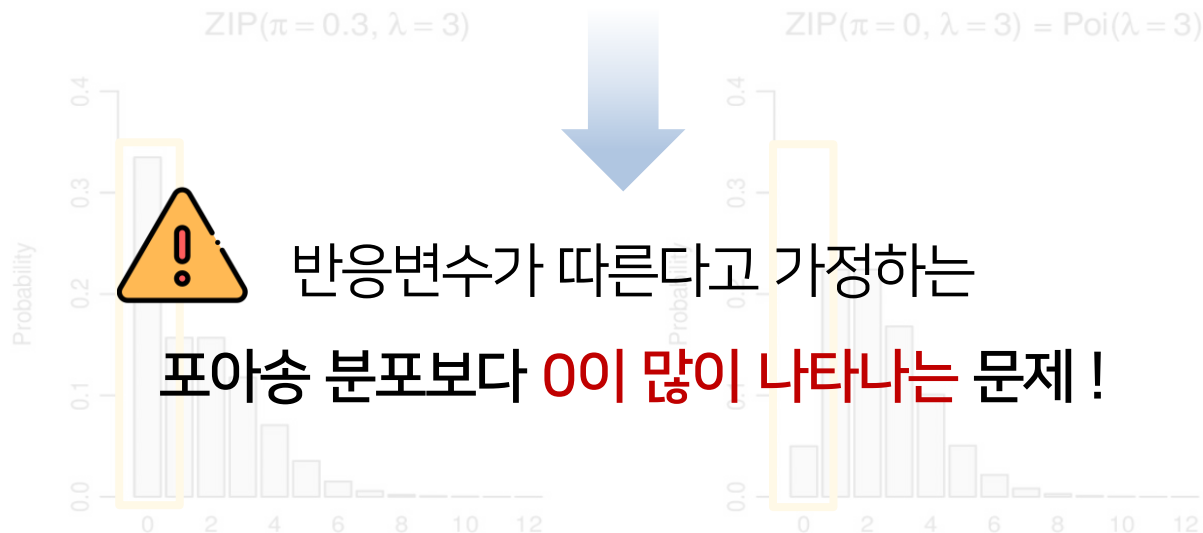 ZIP(π = 0.3, λ = 3)
ZIP(π = 0, λ = 3) = Poi(λ = 3)
0.4
0.3
0.2
0.1
0.0
Probability
0 2 4 6 8 10 12
0.4
0.3
0.2
0.1
0.0
Probability
0 2 4 6 8 10 12
반응변수가 따른다고 가정하는
포아송 분포보다 0이 많이 나타나는 문제 !